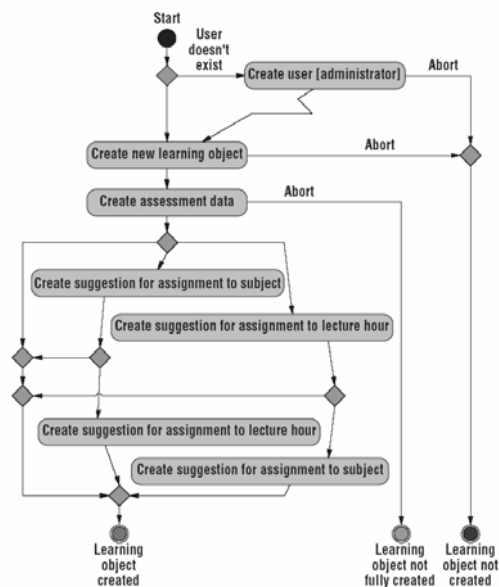 Start
User
doesn't
exist
Create user [administrator]
Abort
Create new learning object
Abort
Create assessment data
Abort
Create suggestion for assignment to subject
Create suggestion for assignment to lecture hour
Create suggestion for assignment to lecture hour
Create suggestion for assignment to subject
Learning
object
created
Learning
object not
fully created
Learning
object not
created